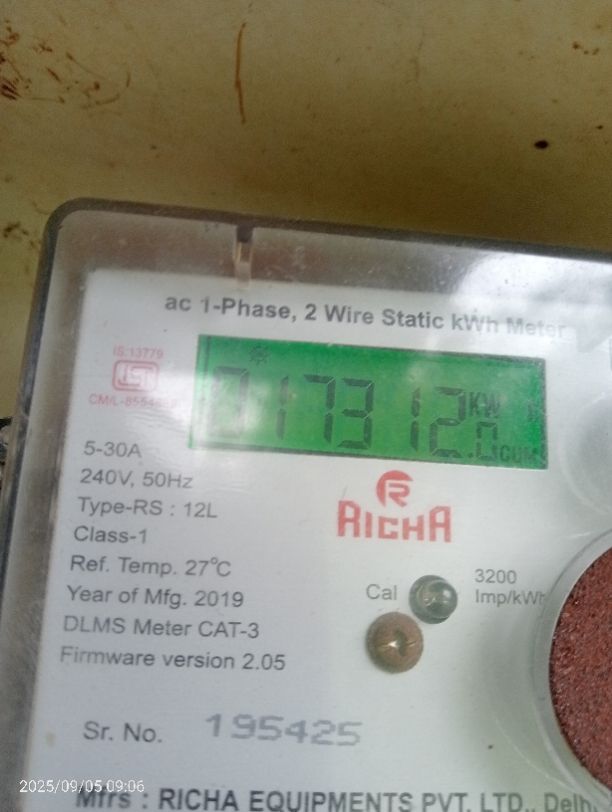 ac 1-Phase, 2 Wire Static kWh Meter
IS:13779
017312.0
KW
CUM
5-30A
240V, 50Hz
Type-RS : 12L
Class-1
Ref. Temp. 27°C
Year of Mfg. 2019
DLMS Meter CAT-3
Firmware version 2.05
R
RICHA
Cal
3200
Imp/kWh
Sr. No. 195425
2025/09/05 09:06
Mfrs : RICHA EQUIPMENTS PVT. LTD., Delh